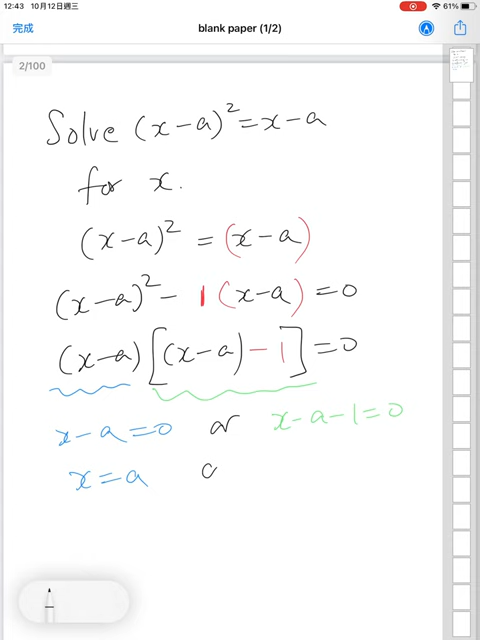 12:43 10月12日週三 61%
完成 blank paper (1/2)
2/100
Solve (x-a)²=x-a
for x.
(x-a)² = (x-a)
(x-a)² - 1(x-a) = 0
(x-a)[(x-a)-1] = 0
x-a=0 or x-a-1=0
x=a o